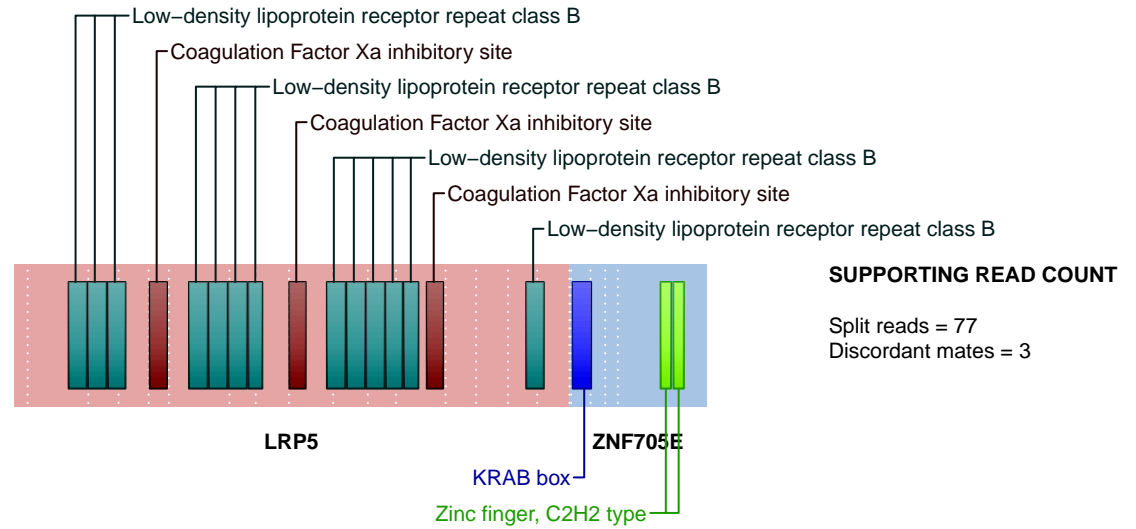 Low−density lipoprotein receptor repeat class B
Coagulation Factor Xa inhibitory site
Low−density lipoprotein receptor repeat class B
Coagulation Factor Xa inhibitory site
Low−density lipoprotein receptor repeat class B
Coagulation Factor Xa inhibitory site
Low−density lipoprotein receptor repeat class B
SUPPORTING READ COUNT
Split reads = 77
Discordant mates = 3
LRP5
ZNF705E
KRAB box
Zinc finger, C2H2 type